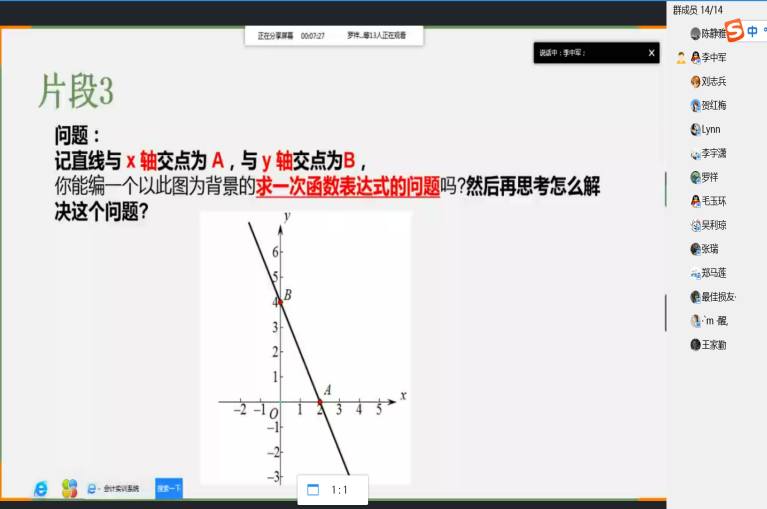 正在分享屏幕 00:07:27 罗祥...等13人正在观看
群成员 14/14
中
说话中：李中军；
X
片段3
问题：
记直线与 x 轴交点为 A，与 y 轴交点为B，
你能编一个以此图为背景的求一次函数表达式的问题吗?然后再思考怎么解
决这个问题?
y
6
5
4
B
3
2
1
A
x
-2 -1 O 1 2 3 4 5
-1
-2
-3
陈静雅
李中军
刘志兵
贺红梅
Lynn
李宇潇
罗祥
毛玉环
吴利琼
张瑞
郑马莲
最佳损友·
·`m 醒,
王家勤
会计实训系统
搜索一下
1:1